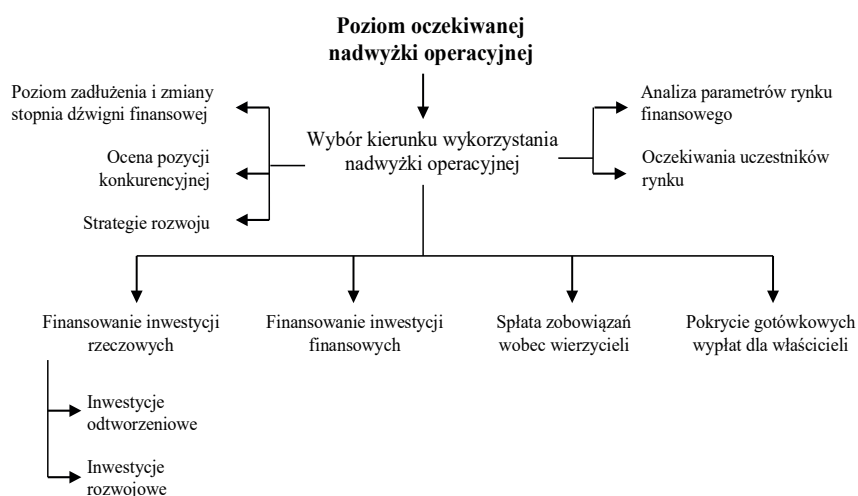 Poziom oczekiwanej
nadwyżki operacyjnej
Poziom zadłużenia i zmiany
stopnia dźwigni finansowej
Ocena pozycji
konkurencyjnej
Strategie rozwoju
Wybór kierunku wykorzystania
nadwyżki operacyjnej
Analiza parametrów rynku
finansowego
Oczekiwania uczestników
rynku
Finansowanie inwestycji
rzeczowych
Finansowanie inwestycji
finansowych
Spłata zobowiązań
wobec wierzycieli
Pokrycie gotówkowych
wypłat dla właścicieli
Inwestycje
odtworzeniowe
Inwestycje
rozwojowe